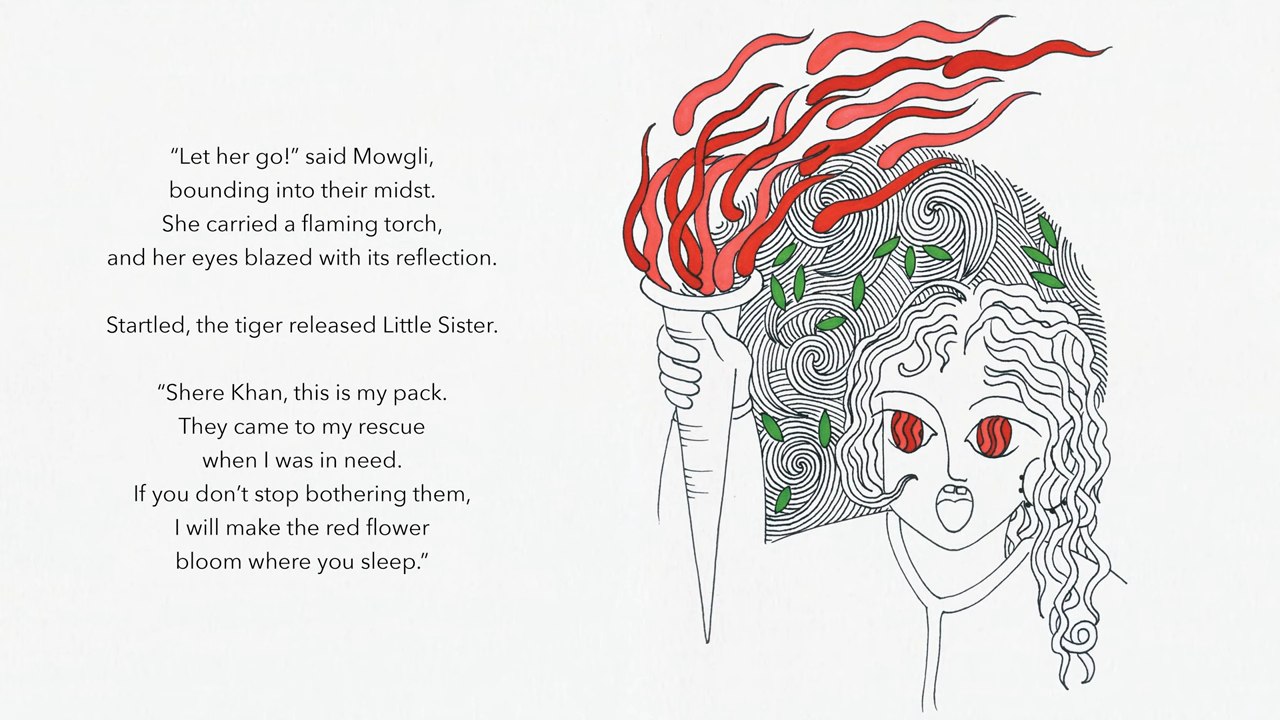 “Let her go!” said Mowgli,
bounding into their midst.
She carried a flaming torch,
and her eyes blazed with its reflection.
Startled, the tiger released Little Sister.
“Shere Khan, this is my pack.
They came to my rescue
when I was in need.
If you don’t stop bothering them,
I will make the red flower
bloom where you sleep.”